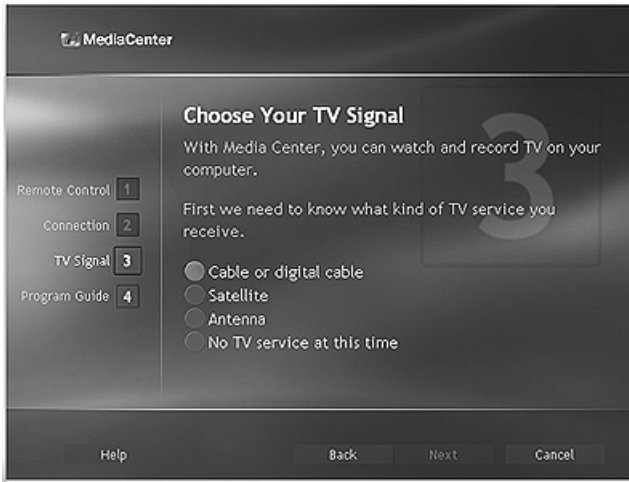 MediaCenter
Choose Your TV Signal
With Media Center, you can watch and record TV on your
computer.
First we need to know what kind of TV service you
receive.
Cable or digital cable
Satellite
Antenna
No TV service at this time
Remote Control 1
Connection 2
TV Signal 3
Program Guide 4
3
Help
Back
Next
Cancel